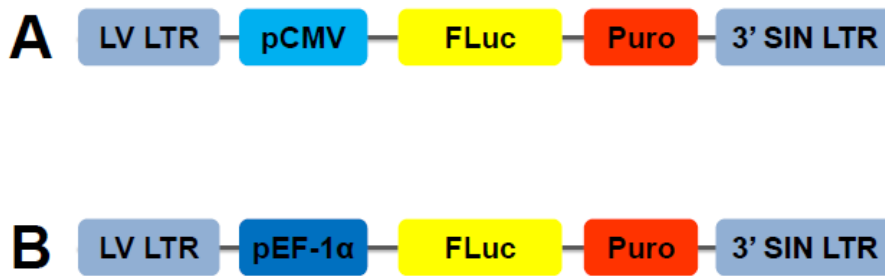 A LV LTR pCMV FLuc Puro 3’ SIN LTR
B LV LTR pEF-1α FLuc Puro 3’ SIN LTR